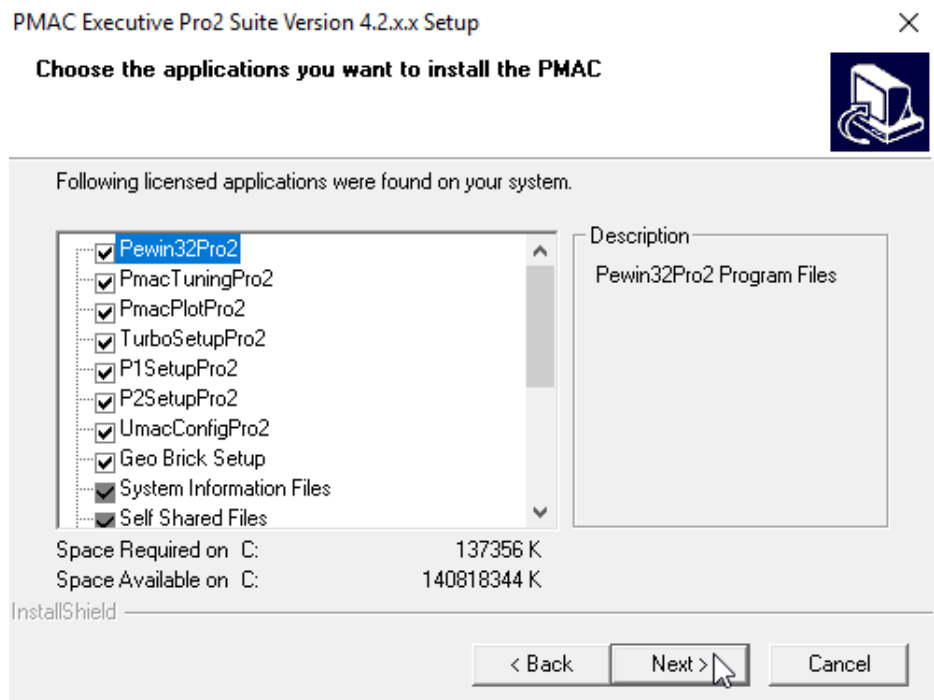 PMAC Executive Pro2 Suite Version 4.2.x.x Setup
Choose the applications you want to install the PMAC
Following licensed applications were found on your system.
Pewin32Pro2
PmacTuningPro2
PmacPlotPro2
TurboSetupPro2
P1SetupPro2
P2SetupPro2
UmacConfigPro2
Geo Brick Setup
System Information Files
Self Shared Files
Description
Pewin32Pro2 Program Files
Space Required on C: 137356 K
Space Available on C: 140818344 K
InstallShield
< Back
Next >
Cancel